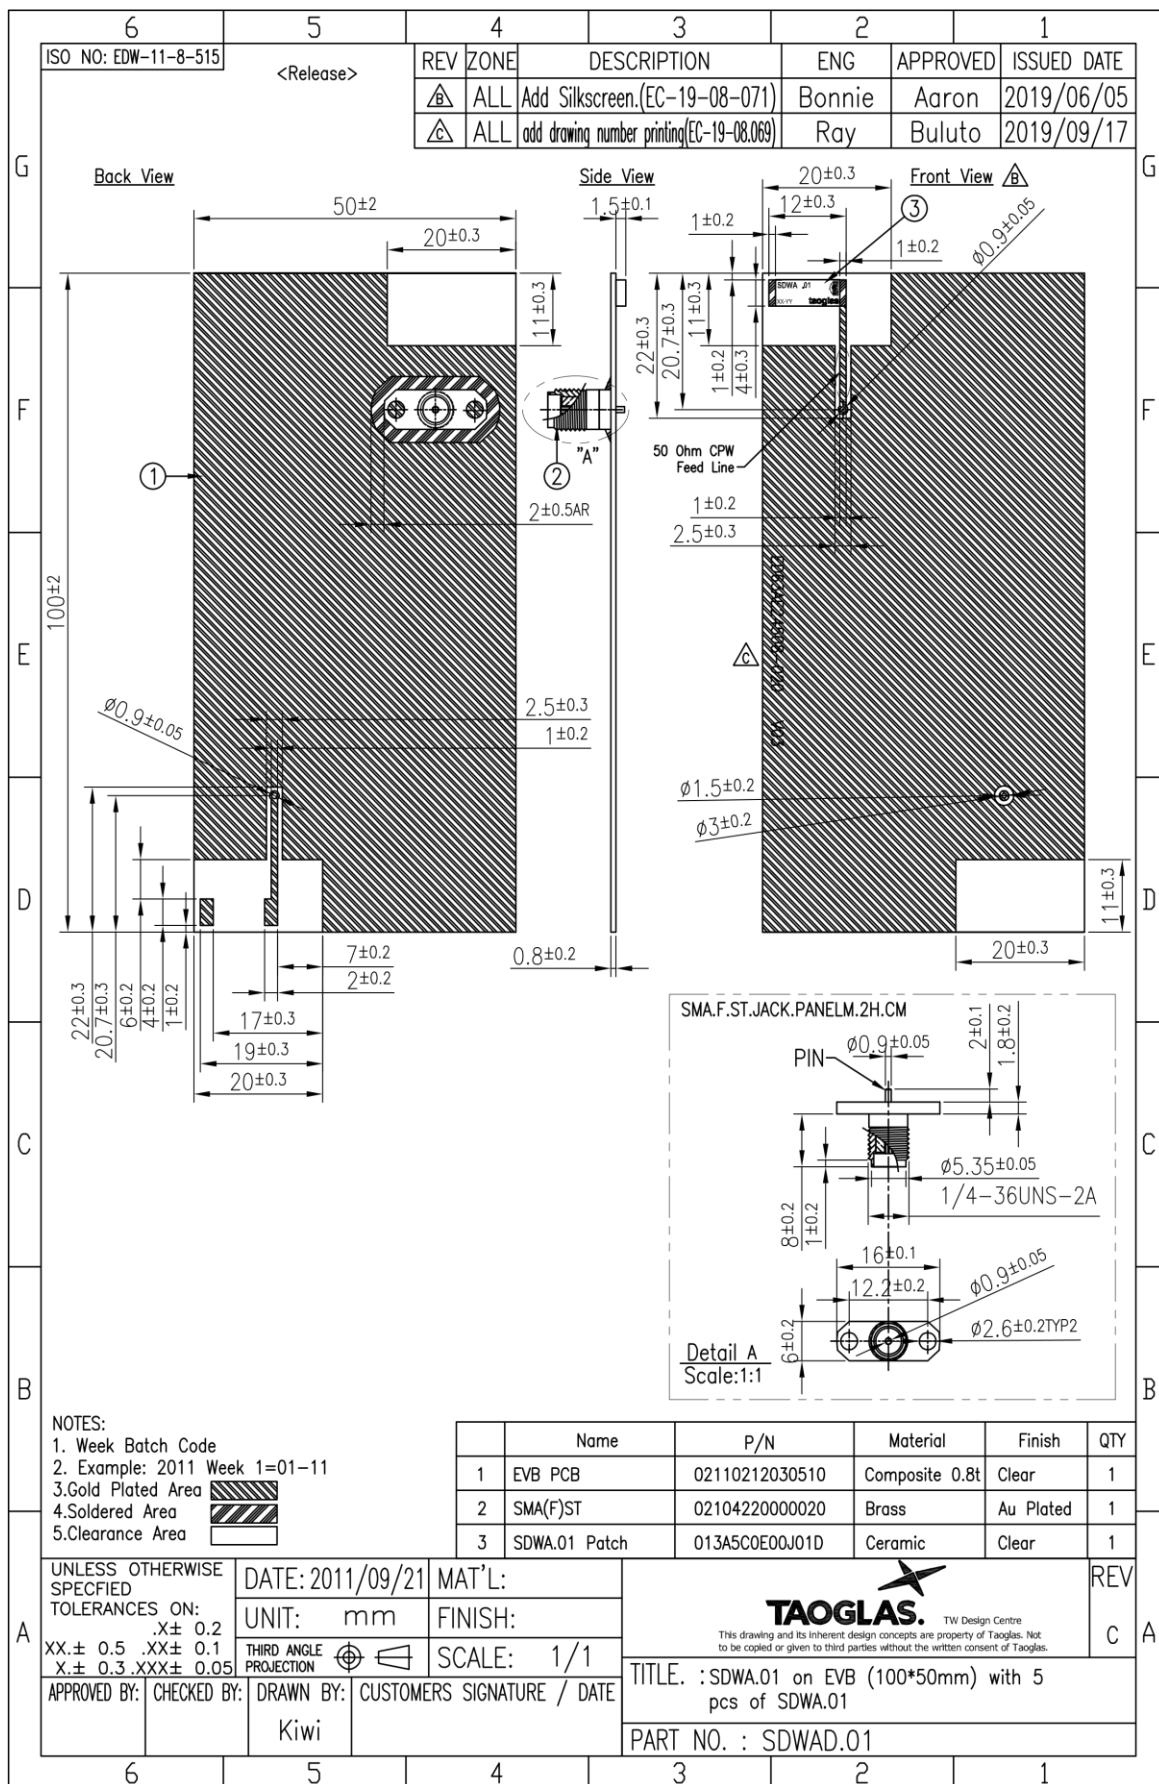 6 5 4 3 2 1
ISO NO: EDW-11-8-515
<Release>
REV ZONE DESCRIPTION ENG APPROVED ISSUED DATE
B ALL Add Silkscreen.(EC-19-08-071) Bonnie Aaron 2019/06/05
C ALL add drawing number printing(EC-19-08.069) Ray Buluto 2019/09/17
G G
Back View
Side View
Front View B
50±2
20±0.3
1.5±0.1
20±0.3
12±0.3
1±0.2
3
1±0.2
Ø0.9±0.05
11±0.3
22±0.3
20.7±0.3
11±0.3
1±0.2
4±0.3
SDWA .01
XX-YY taoglas
F F
1
2
"A"
50 Ohm CPW
Feed Line
2±0.5AR
1±0.2
2.5±0.3
100±2
E E
C
V03
Ø0.9±0.05
2.5±0.3
1±0.2
Ø1.5±0.2
Ø3±0.2
D D
11±0.3
20±0.3
0.8±0.2
7±0.2
2±0.2
22±0.3
20.7±0.3
6±0.2
4±0.2
1±0.2
17±0.3
19±0.3
20±0.3
SMA.F.ST.JACK.PANELM.2H.CM
PIN
Ø0.9±0.05
2±0.1
1.8±0.2
C C
Ø5.35±0.05
1/4-36UNS-2A
8±0.2
1±0.2
16±0.1
12.2±0.2
Ø0.9±0.05
Ø2.6±0.2TYP2
6±0.2
Detail A
Scale:1:1
B B
NOTES:
1. Week Batch Code
2. Example: 2011 Week 1=01-11
3.Gold Plated Area
4.Soldered Area
5.Clearance Area
Name P/N Material Finish QTY
1 EVB PCB 02110212030510 Composite 0.8t Clear 1
2 SMA(F)ST 02104220000020 Brass Au Plated 1
3 SDWA.01 Patch 013A5C0E00J01D Ceramic Clear 1
A A
UNLESS OTHERWISE
SPECFIED
TOLERANCES ON:
.X± 0.2
XX.± 0.5 .XX± 0.1
X.± 0.3 .XXX± 0.05
DATE: 2011/09/21
MAT'L:
UNIT: mm
FINISH:
THIRD ANGLE
PROJECTION
SCALE: 1/1
TAOGLAS.
TW Design Centre
This drawing and its inherent design concepts are property of Taoglas. Not
to be copied or given to third parties without the written consent of Taoglas.
REV
C
APPROVED BY: CHECKED BY: DRAWN BY: CUSTOMERS SIGNATURE / DATE
Kiwi
TITLE. : SDWA.01 on EVB (100*50mm) with 5
pcs of SDWA.01
PART NO. : SDWAD.01
6 5 4 3 2 1